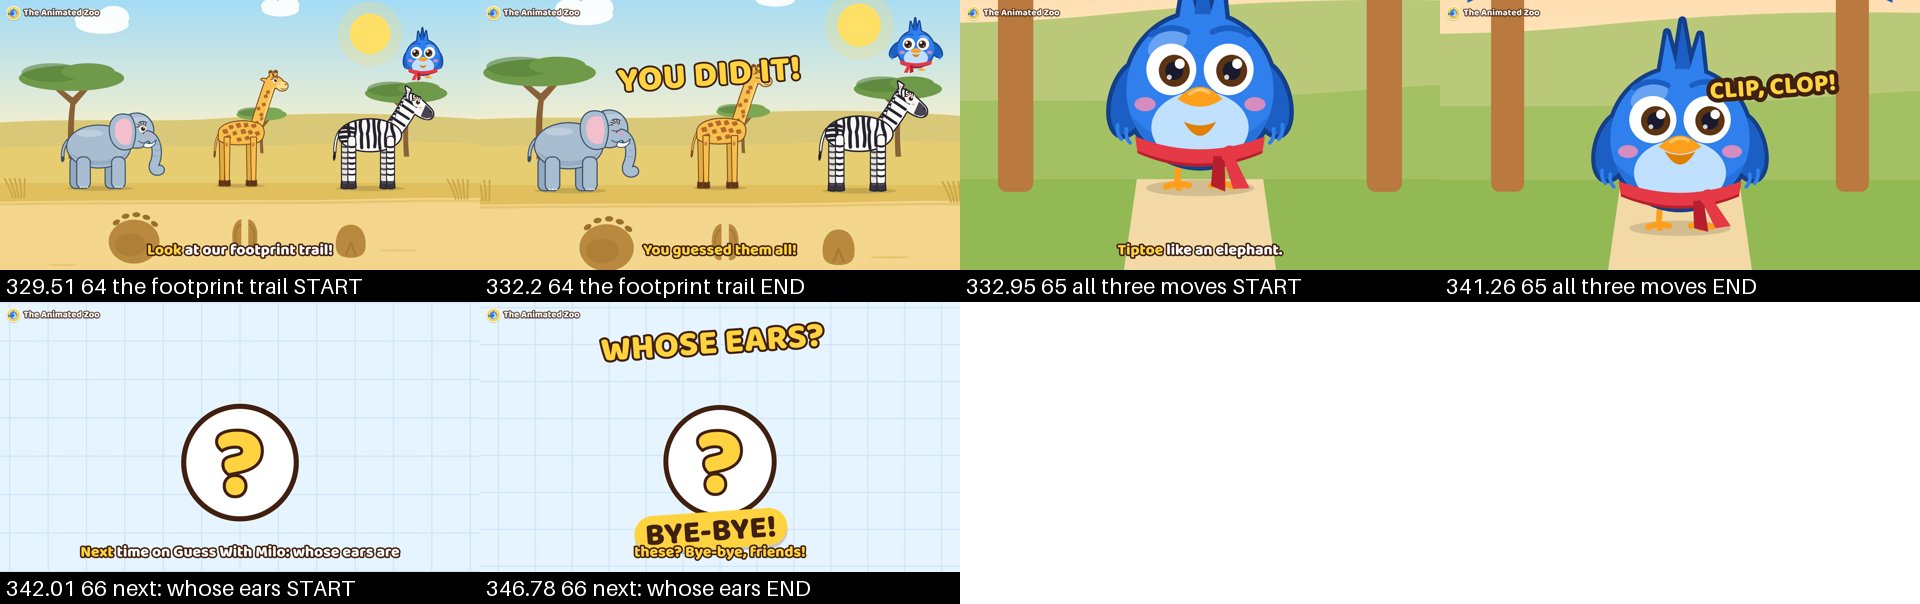 The Animated Zoo
Look at our footprint trail!
329.51 64 the footprint trail START
The Animated Zoo
YOU DID IT!
You guessed them all!
332.2 64 the footprint trail END
The Animated Zoo
Tiptoe like an elephant.
332.95 65 all three moves START
The Animated Zoo
CLIP, CLOP!
341.26 65 all three moves END
The Animated Zoo
?
Next time on Guess With Milo: whose ears are
342.01 66 next: whose ears START
The Animated Zoo
WHOSE EARS?
?
BYE-BYE!
these? Bye-bye, friends!
346.78 66 next: whose ears END